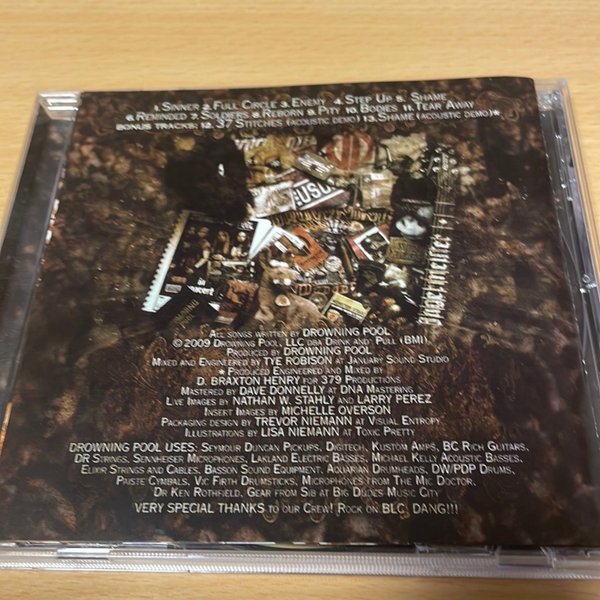 1. Sinner 2. Full Circle 3. Enemy 4. Step Up 5. Shame
6. Reminded 7. Soldiers 8. Reborn 9. Pity 10. Bodies 11. Tear Away
Bonus Tracks: 12. 37 Stitches (acoustic demo) 13. Shame (acoustic demo)*
in
All songs written by DROWNING POOL
© 2009 Drowning Pool, LLC dba Drink and Pull (BMI).
Produced by DROWNING POOL
Mixed and Engineered by TYE ROBISON at January Sound Studio
* Produced Engineered and Mixed by
D. BRAXTON HENRY for 379 Productions
Mastered by DAVE DONNELLY at DNA Mastering
Live Images by NATHAN W. STAHLY and LARRY PEREZ
Insert Images by MICHELLE OVERSON
Packaging design by TREVOR NIEMANN at Visual Entropy
Illustrations by LISA NIEMANN at Toxic Pretty
DROWNING POOL USES: Seymour Duncan Pickups, Digitech, Kustom Amps, BC Rich Guitars,
DR Strings, Sennheiser Microphones, Lakland Electric Basses, Michael Kelly Acoustic Basses,
Elixir Strings and Cables, Basson Sound Equipment, Aquarian Drumheads, DW/PDP Drums,
Paiste Cymbals, Vic Firth Drumsticks, Microphones from The Mic Doctor,
Dr Ken Rothfield, Gear from Sib at Big Dudes Music City
VERY SPECIAL THANKS to our Crew! Rock on BLC, DANG!!!